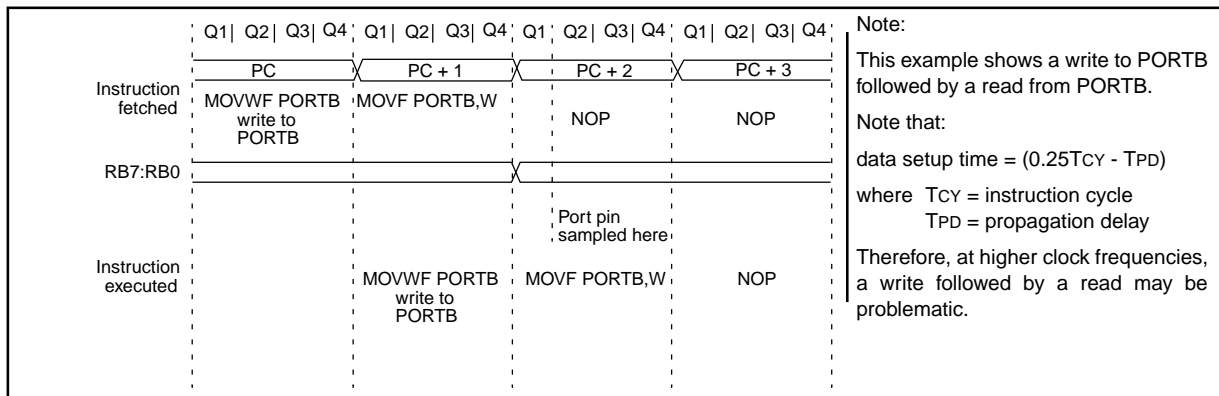 Q1| Q2| Q3| Q4 Q1| Q2| Q3| Q4 Q1| Q2| Q3| Q4 Q1| Q2| Q3| Q4
PC PC + 1 PC + 2 PC + 3
Instruction
fetched
MOVWF PORTB
write to
PORTB
MOVF PORTB,W
NOP
NOP
RB7:RB0
Port pin
sampled here
Instruction
executed
MOVWF PORTB
write to
PORTB
MOVF PORTB,W
NOP
Note:
This example shows a write to PORTB
followed by a read from PORTB.
Note that:
data setup time = (0.25TCY - TPD)
where TCY = instruction cycle
TPD = propagation delay
Therefore, at higher clock frequencies,
a write followed by a read may be
problematic.